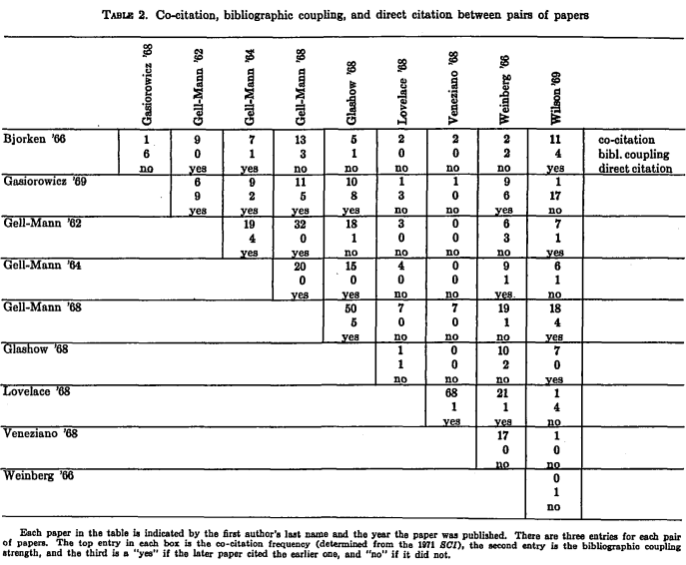 TABLE 2. Co-citation, bibliographic coupling, and direct citation between pairs of papers
Gasiorowicz '68 Gell-Mann '62 Gell-Mann '64 Gell-Mann '68 Glashow '68 Lovelace '68 Veneziano '68 Weinberg '66 Wilson '69
Bjorken '66 1 9 7 13 5 2 2 2 11 co-citation
6 0 1 3 1 0 0 2 4 bibl. coupling
no yes yes no no no no no yes direct citation
Gasiorowicz '69 6 9 11 10 1 1 9 1
9 2 5 8 3 0 6 17
yes yes yes yes no no yes no
Gell-Mann '62 19 32 18 3 0 6 7
4 0 1 0 0 3 1
yes yes no no no no yes
Gell-Mann '64 20 15 4 0 9 6
0 0 0 0 1 1
yes yes no no yes no
Gell-Mann '68 50 7 7 19 18
5 0 0 1 4
yes no no no yes
Glashow '68 1 0 10 7
1 0 2 0
no no no yes
Lovelace '68 68 21 1
1 1 4
yes yes no
Veneziano '68 17 1
0 0
no no
Weinberg '66 0
1
no
Each paper in the table is indicated by the first author's last name and the year the paper was published. There are three entries for each pair
of papers. The top entry in each box is the co-citation frequency (determined from the 1971 SCI), the second entry is the bibliographic coupling
strength, and the third is a "yes" if the later paper cited the earlier one, and "no" if it did not.